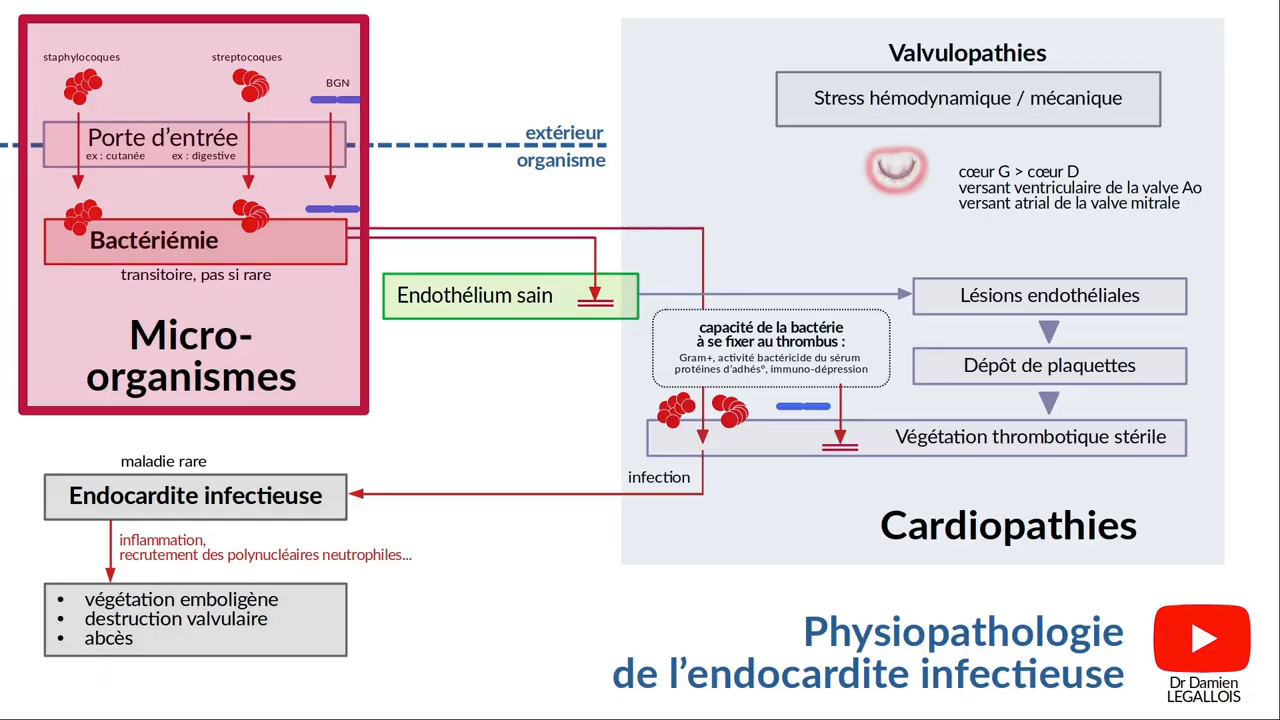 staphylocoques
streptocoques
BGN
Porte d’entrée
ex : cutanée
ex : digestive
extérieur
organisme
Bactériémie
transitoire, pas si rare
Micro-
organismes
Valvulopathies
Stress hémodynamique / mécanique
cœur G > cœur D
versant ventriculaire de la valve Ao
versant atrial de la valve mitrale
Endothélium sain
Lésions endothéliales
capacité de la bactérie
à se fixer au thrombus :
Gram+, activité bactéricide du sérum
protéines d’adhés°, immuno-dépression
Dépôt de plaquettes
Végétation thrombotique stérile
infection
Cardiopathies
maladie rare
Endocardite infectieuse
inflammation,
recrutement des polynucléaires neutrophiles...
• végétation emboligène
• destruction valvulaire
• abcès
Physiopathologie
de l’endocardite infectieuse
Dr Damien
LEGALLOIS